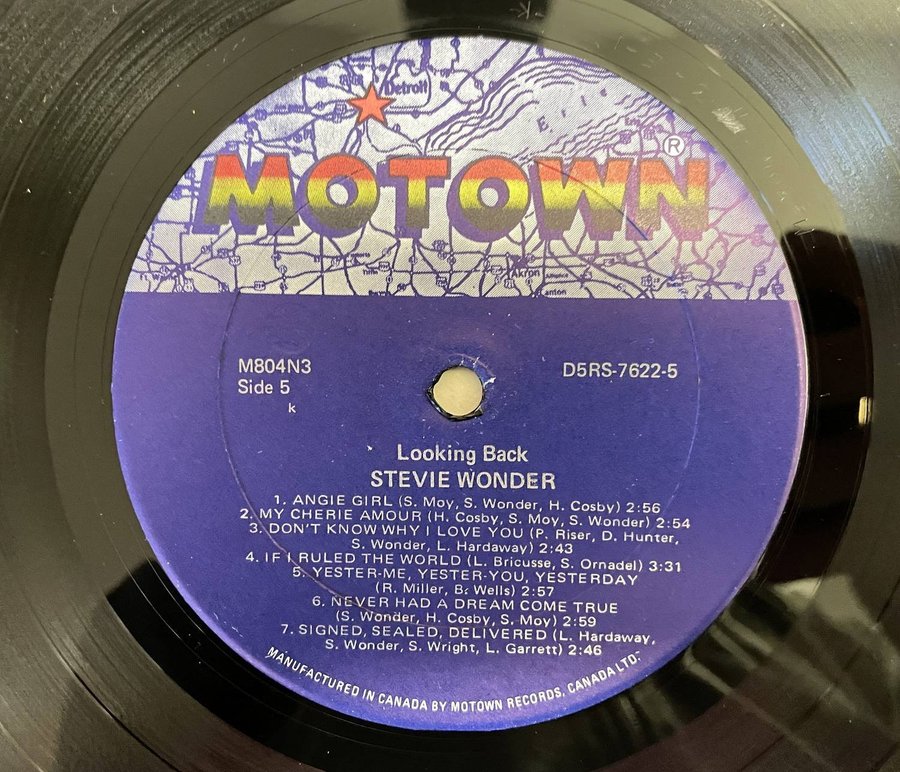 Detroit
Erie
MOTOWN®
Akron
M804N3
D5RS-7622-5
Side 5
k
Looking Back
STEVIE WONDER
1. ANGIE GIRL (S. Moy, S. Wonder, H. Cosby) 2:56
2. MY CHERIE AMOUR (H. Cosby, S. Moy, S. Wonder) 2:54
3. DON'T KNOW WHY I LOVE YOU (P. Riser, D. Hunter,
S. Wonder, L. Hardaway) 2:43
4. IF I RULED THE WORLD (L. Bricusse, S. Ornadel) 3:31
5. YESTER-ME, YESTER-YOU, YESTERDAY
(R. Miller, B. Wells) 2:57
6. NEVER HAD A DREAM COME TRUE
(S. Wonder, H. Cosby, S. Moy) 2:59
7. SIGNED, SEALED, DELIVERED (L. Hardaway,
S. Wonder, S. Wright, L. Garrett) 2:46
MANUFACTURED IN CANADA BY MOTOWN RECORDS, CANADA LTD.